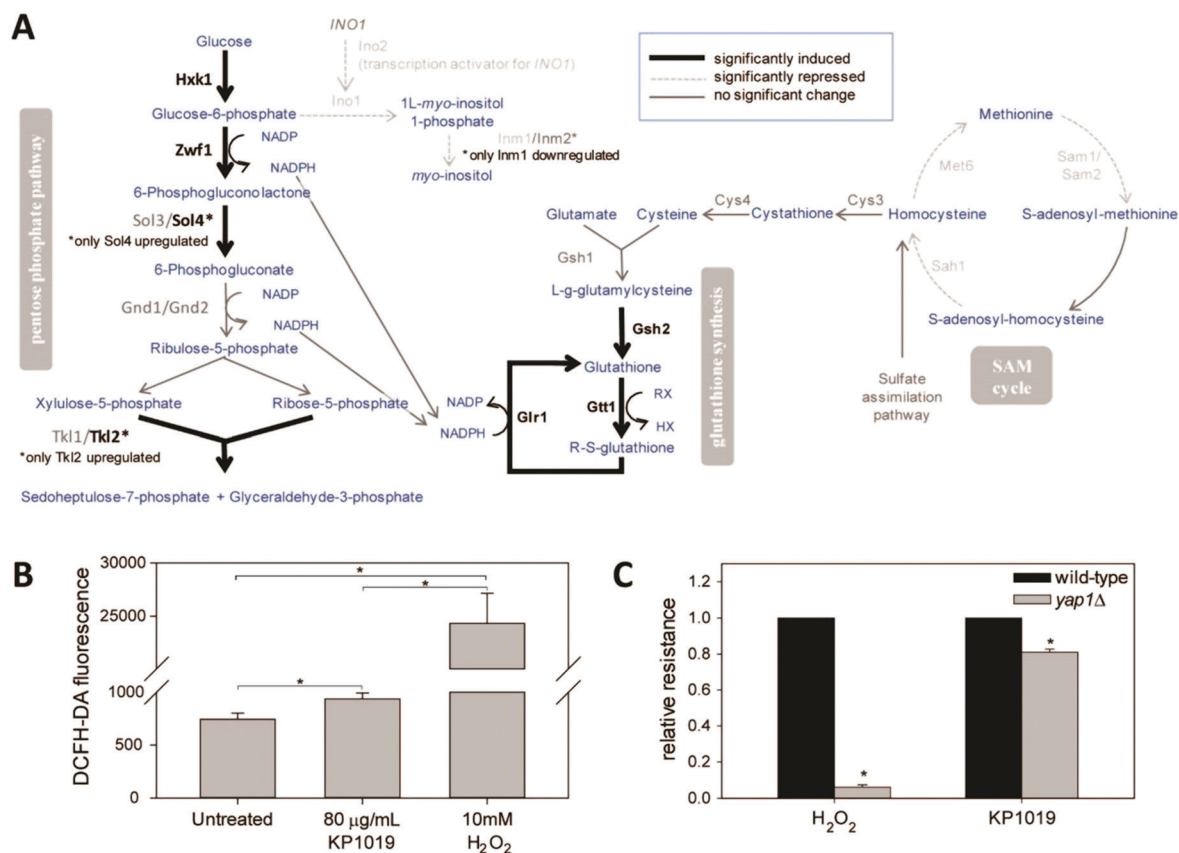 A
Glucose
Hxk1
Glucose-6-phosphate
Zwf1
NADP
NADPH
6-Phosphogluconolactone
Sol3/Sol4*
*only Sol4 upregulated
6-Phosphogluconate
Gnd1/Gnd2
NADP
NADPH
Ribulose-5-phosphate
Xylulose-5-phosphate
Ribose-5-phosphate
Tkl1/Tkl2*
*only Tkl2 upregulated
Sedoheptulose-7-phosphate + Glyceraldehyde-3-phosphate
pentose phosphate pathway
INO1
Ino2
(transcription activator for INO1)
Ino1
1L-myo-inositol
1-phosphate
Inm1/Inm2*
*only Inm1 downregulated
myo-inositol
significantly induced
significantly repressed
no significant change
Methionine
Met6
Sam1/
Sam2
Homocysteine
S-adenosyl-methionine
Sah1
S-adenosyl-homocysteine
SAM
cycle
Sulfate
assimilation
pathway
Cys3
Cystathione
Cys4
Glutamate
Cysteine
Gsh1
L-g-glutamylcysteine
Gsh2
Glutathione
NADP
NADPH
Glr1
Gtt1
RX
HX
R-S-glutathione
glutathione synthesis
B
DCFH-DA fluorescence
30000
25000
1000
500
0
*
*
*
Untreated
80 μg/mL
KP1019
10mM
H₂O₂
C
relative resistance
1.2
1.0
0.8
0.6
0.4
0.2
0.0
wild-type
yap1Δ
*
*
H₂O₂
KP1019